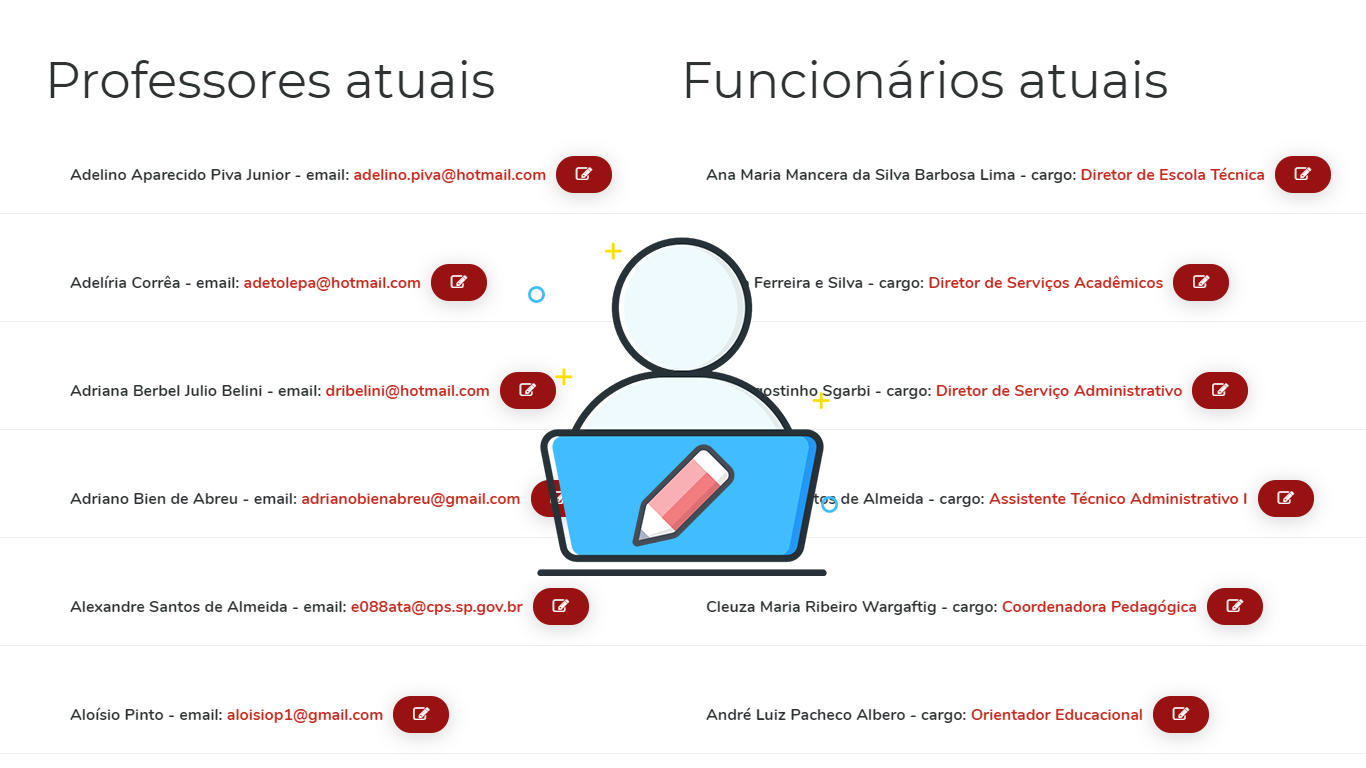 Professores atuais
Adelino Aparecido Piva Junior - email: adelino.piva@hotmail.com
Adelíria Corrêa - email: adetolepa@hotmail.com
Adriana Berbel Julio Belini - email: dribelini@hotmail.com
Adriano Bien de Abreu - email: adrianobienabreu@gmail.com
Alexandre Santos de Almeida - email: e088ata@cps.sp.gov.br
Aloísio Pinto - email: aloisiop1@gmail.com
Funcionários atuais
Ana Maria Mancera da Silva Barbosa Lima - cargo: Diretor de Escola Técnica
Ferreira e Silva - cargo: Diretor de Serviços Acadêmicos
Sgarbi - cargo: Diretor de Serviço Administrativo
de Almeida - cargo: Assistente Técnico Administrativo I
Cleuza Maria Ribeiro Wargaftig - cargo: Coordenadora Pedagógica
André Luiz Pacheco Albero - cargo: Orientador Educacional